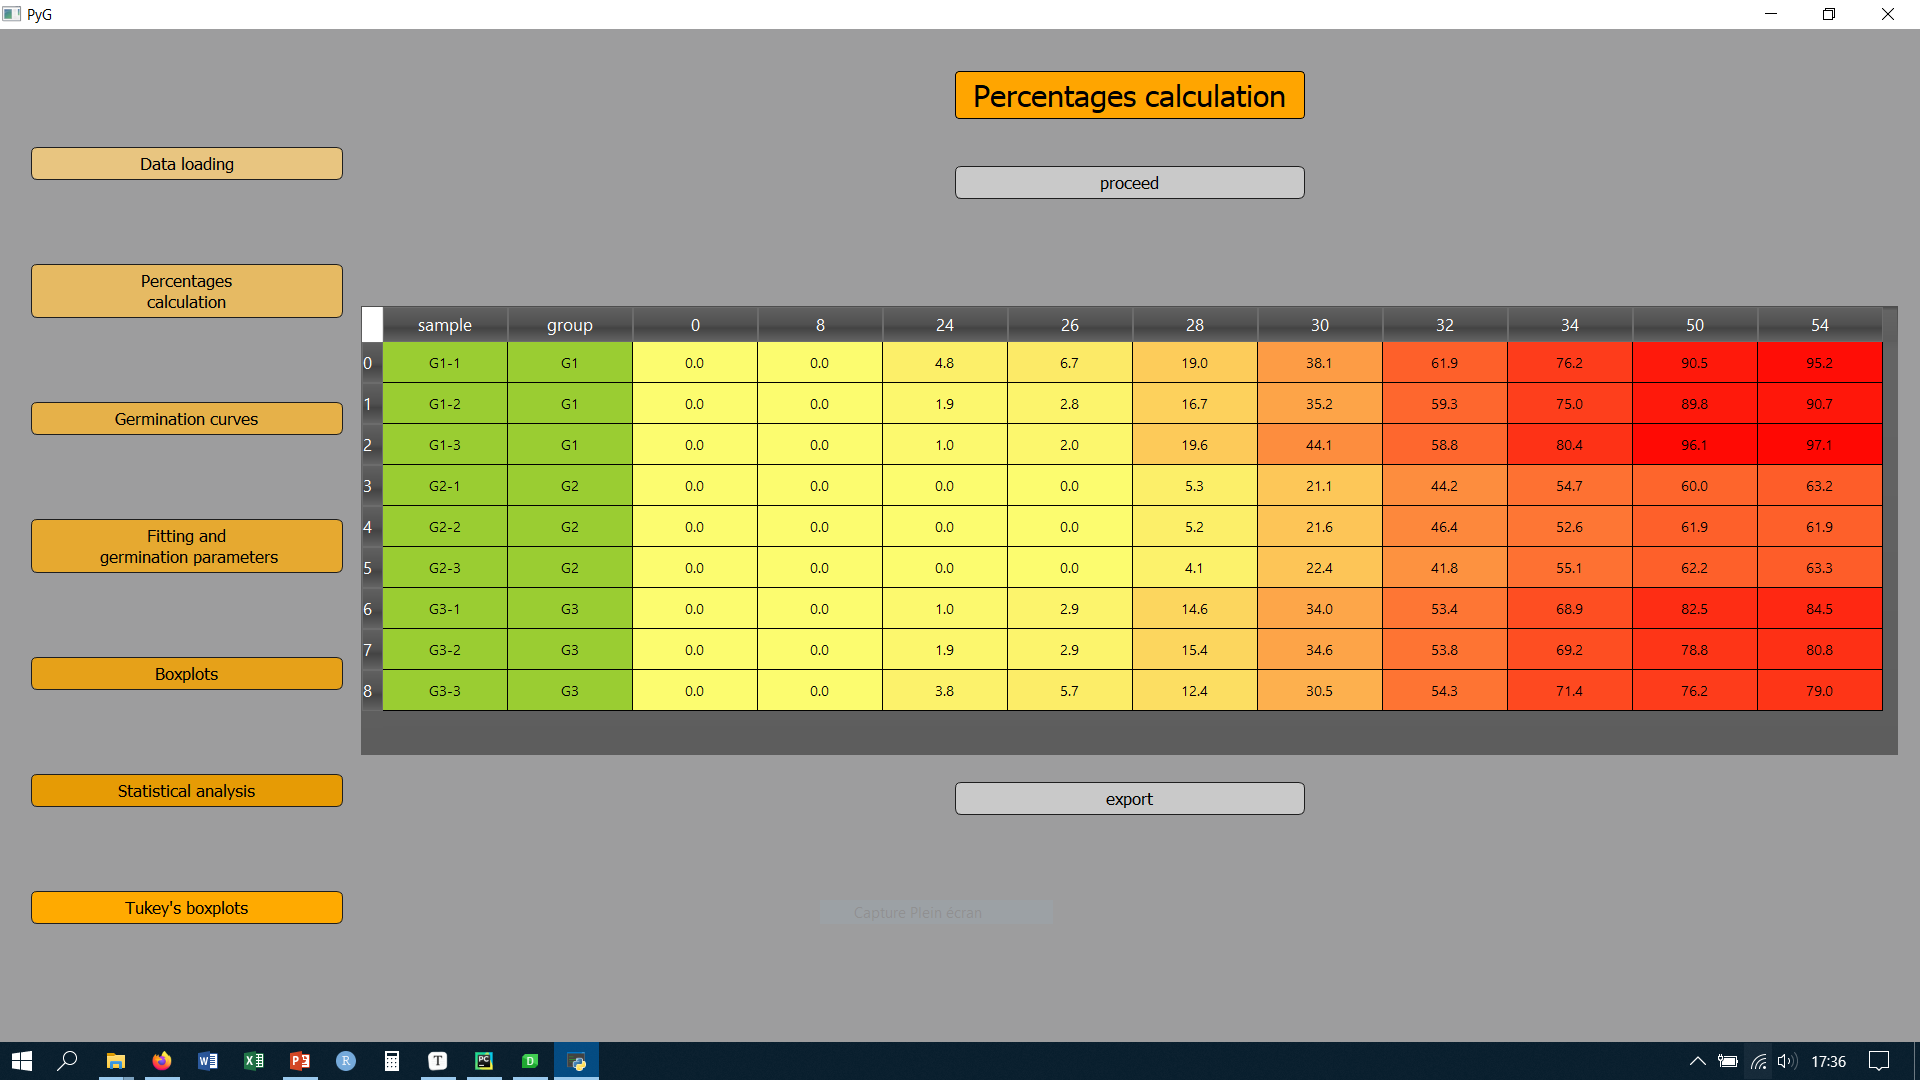 PyG
Percentages calculation
Data loading
proceed
Percentages
calculation
sample group 0 8 24 26 28 30 32 34 50 54
0 G1-1 G1 0.0 0.0 4.8 6.7 19.0 38.1 61.9 76.2 90.5 95.2
1 G1-2 G1 0.0 0.0 1.9 2.8 16.7 35.2 59.3 75.0 89.8 90.7
Germination curves
2 G1-3 G1 0.0 0.0 1.0 2.0 19.6 44.1 58.8 80.4 96.1 97.1
3 G2-1 G2 0.0 0.0 0.0 0.0 5.3 21.1 44.2 54.7 60.0 63.2
4 G2-2 G2 0.0 0.0 0.0 0.0 5.2 21.6 46.4 52.6 61.9 61.9
Fitting and
germination parameters
5 G2-3 G2 0.0 0.0 0.0 0.0 4.1 22.4 41.8 55.1 62.2 63.3
6 G3-1 G3 0.0 0.0 1.0 2.9 14.6 34.0 53.4 68.9 82.5 84.5
7 G3-2 G3 0.0 0.0 1.9 2.9 15.4 34.6 53.8 69.2 78.8 80.8
Boxplots
8 G3-3 G3 0.0 0.0 3.8 5.7 12.4 30.5 54.3 71.4 76.2 79.0
Statistical analysis
export
Tukey's boxplots
Capture Plein écran
W X P R T PC D 17:36